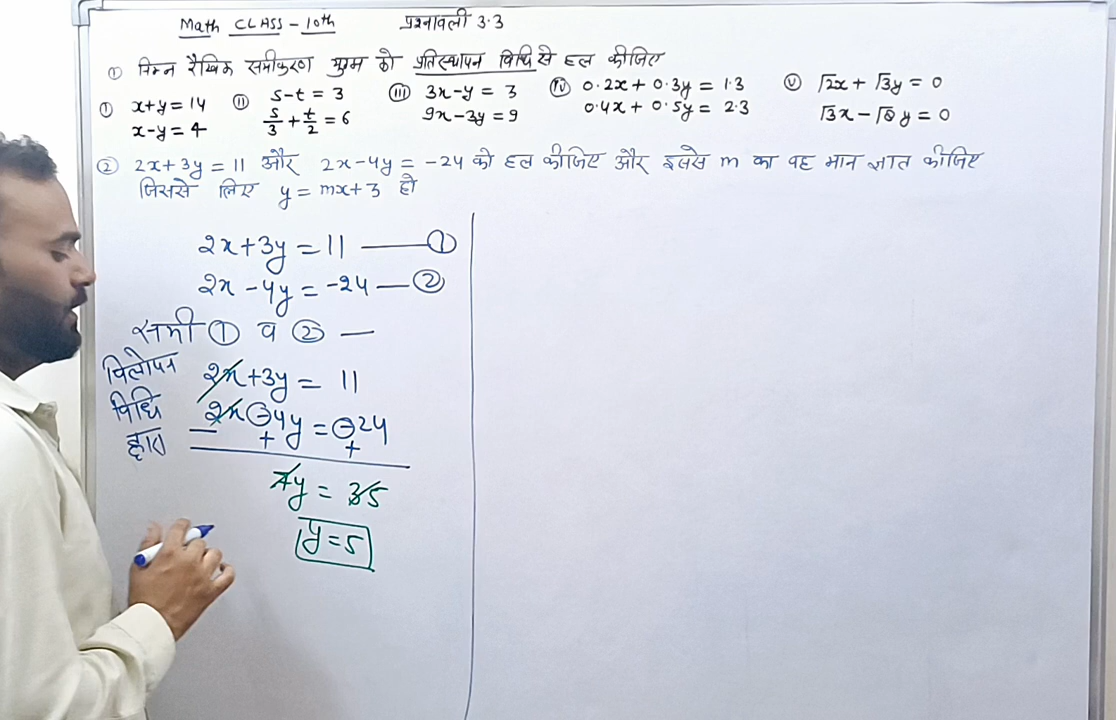 Math CLASS - 10th प्रश्नावली 3.3
① निम्न रैखिक समीकरण युग्म को प्रतिस्थापन विधि से हल कीजिए
① x+y = 14 ⑪ s-t = 3 ⑪ 3x-y = 3 ⑭ 0.2x + 0.3y = 1.3 Ⓥ √2x + √3y = 0
x-y = 4 s/3 + t/2 = 6 9x-3y = 9 0.4x + 0.5y = 2.3 √3x - √8y = 0
② 2x+3y = 11 और 2x-4y = -24 को हल कीजिए और इससे m का वह मान ज्ञात कीजिए
जिससे लिए y = mx+3 हो
2x+3y = 11 — ①
2x - 4y = -24 — ②
समी ① व ② —
विलोपन 2x+3y = 11
विधि 2x-4y = -24
द्वारा - + +
7y = 35
y = 5